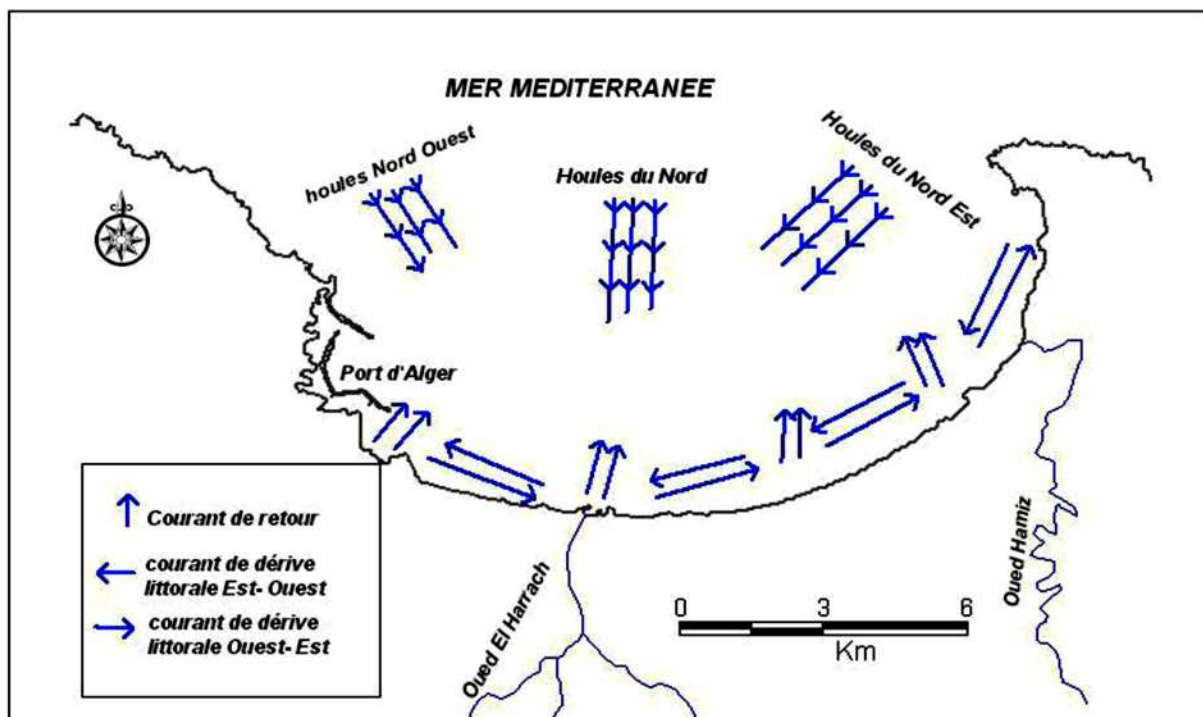 MER MEDITERRANEE
houles Nord Ouest
Houles du Nord
Houles du Nord Est
Port d'Alger
Courant de retour
courant de dérive
littorale Est- Ouest
courant de dérive
littorale Ouest- Est
Oued El Harrach
Oued Hamiz
0 3 6
Km